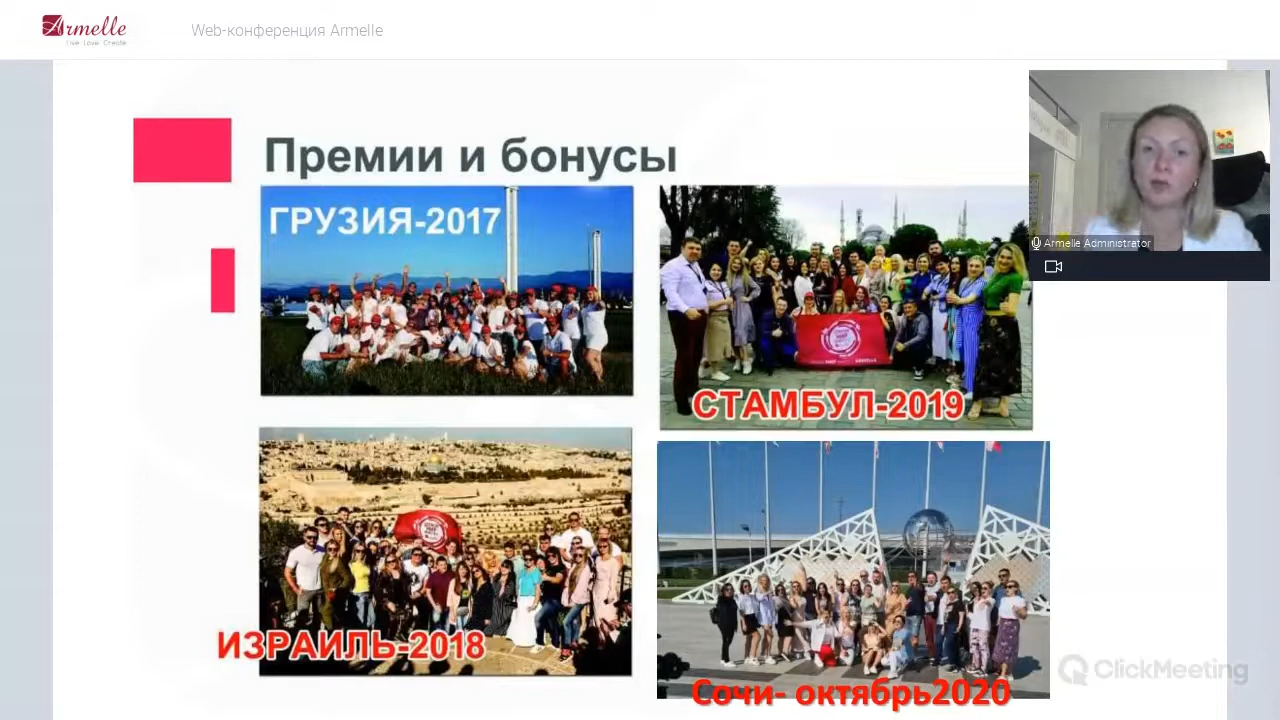 Armelle
Live Love Create
Web-конференция Armelle
Премии и бонусы
ГРУЗИЯ-2017
СТАМБУЛ-2019
Armelle Administrator
ИЗРАИЛЬ-2018
Сочи- октябрь2020
ClickMeeting